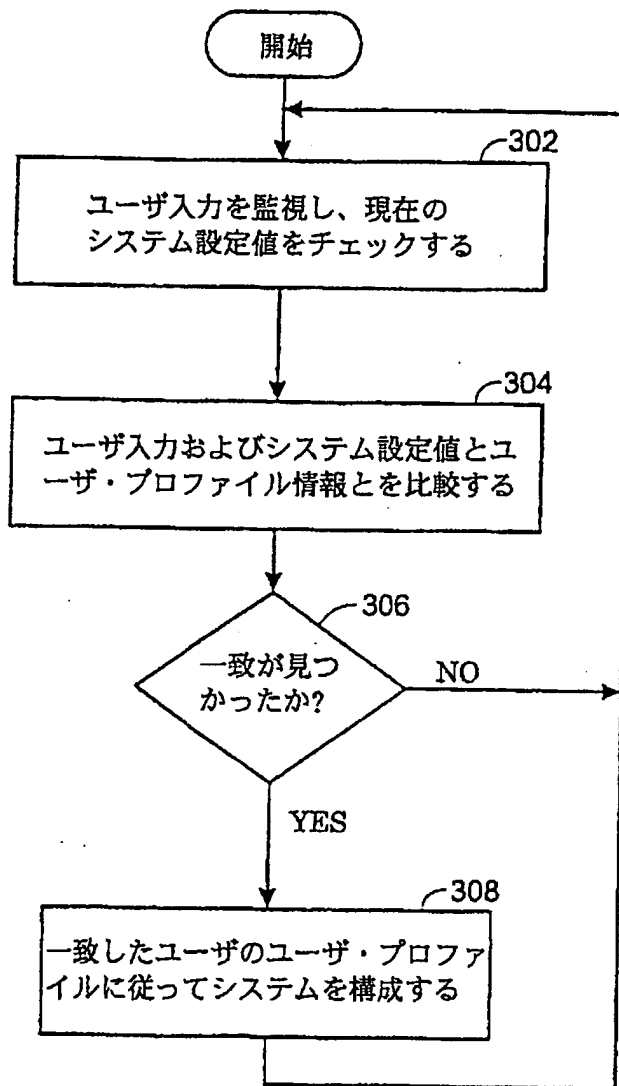 開始
302
ユーザ入力を監視し、現在の
システム設定値をチェックする
304
ユーザ入力およびシステム設定値とユ
ーザ・プロファイル情報とを比較する
306
一致が見つ
かったか?
NO
YES
308
一致したユーザのユーザ・プロファ
イルに従ってシステムを構成する